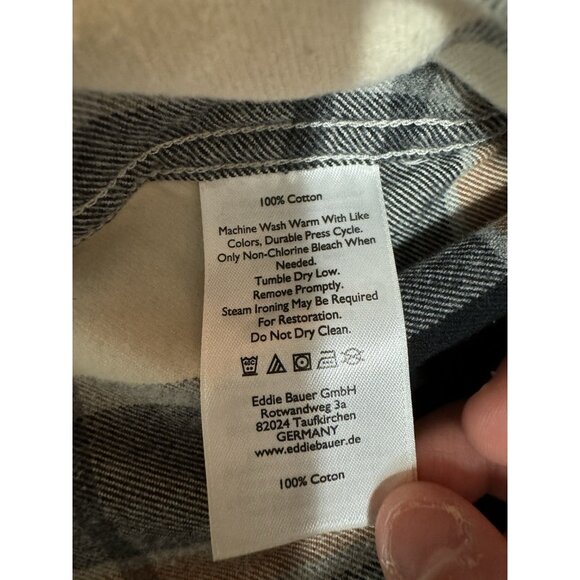 100% Cotton
Machine Wash Warm With Like
Colors, Durable Press Cycle.
Only Non-Chlorine Bleach When
Needed.
Tumble Dry Low.
Remove Promptly.
Steam Ironing May Be Required
For Restoration.
Do Not Dry Clean.
Eddie Bauer GmbH
Rotwandweg 3a
82024 Taufkirchen
GERMANY
www.eddiebauer.de
100% Coton